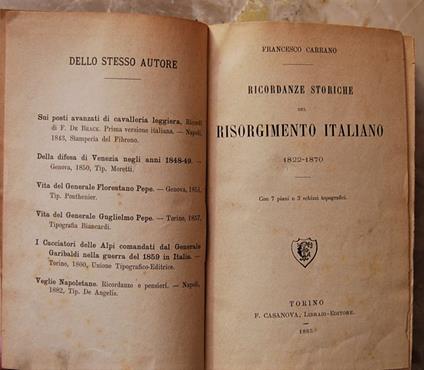 DELLO STESSO AUTORE
Sui posti avanzati di cavalleria leggiera, Ricordi
di F. De Brack. Prima versione italiana. — Napoli,
1843, Stamperia del Fibreno.
Della difesa di Venezia negli anni 1848-49. —
Genova, 1850, Tip. Moretti.
Vita del Generale Florestano Pepe. — Genova, 1851,
Tip. Ponthenier.
Vita del Generale Guglielmo Pepe. — Torino, 1857,
Tipografia Biancardi.
I Cacciatori delle Alpi comandati dal Generale
Garibaldi nella guerra del 1859 in Italia. —
Torino, 1860, Unione Tipografico-Editrice.
Veglie Napoletane. Ricordanze e pensieri. — Napoli,
1882, Tip. De Angelis.
FRANCESCO CARRANO
RICORDANZE STORICHE
DEL
RISORGIMENTO ITALIANO
1822-1870
Con 7 piani e 3 schizzi topografici.
TORINO
F. CASANOVA, LIBRAIO-EDITORE.
1885